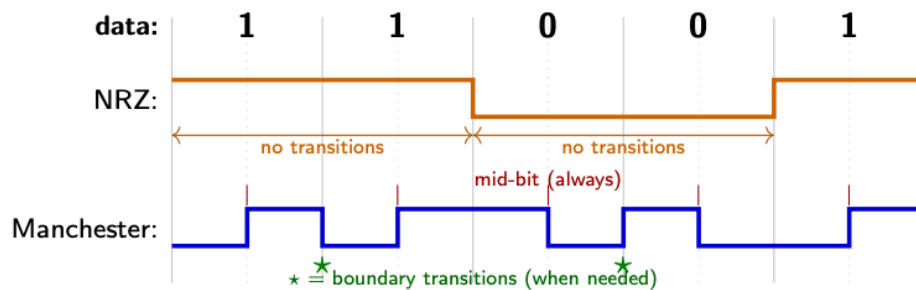 data: 1 1 0 0 1
NRZ:
no transitions no transitions
mid-bit (always)
Manchester:
⋆ ⋆
⋆ = boundary transitions (when needed)